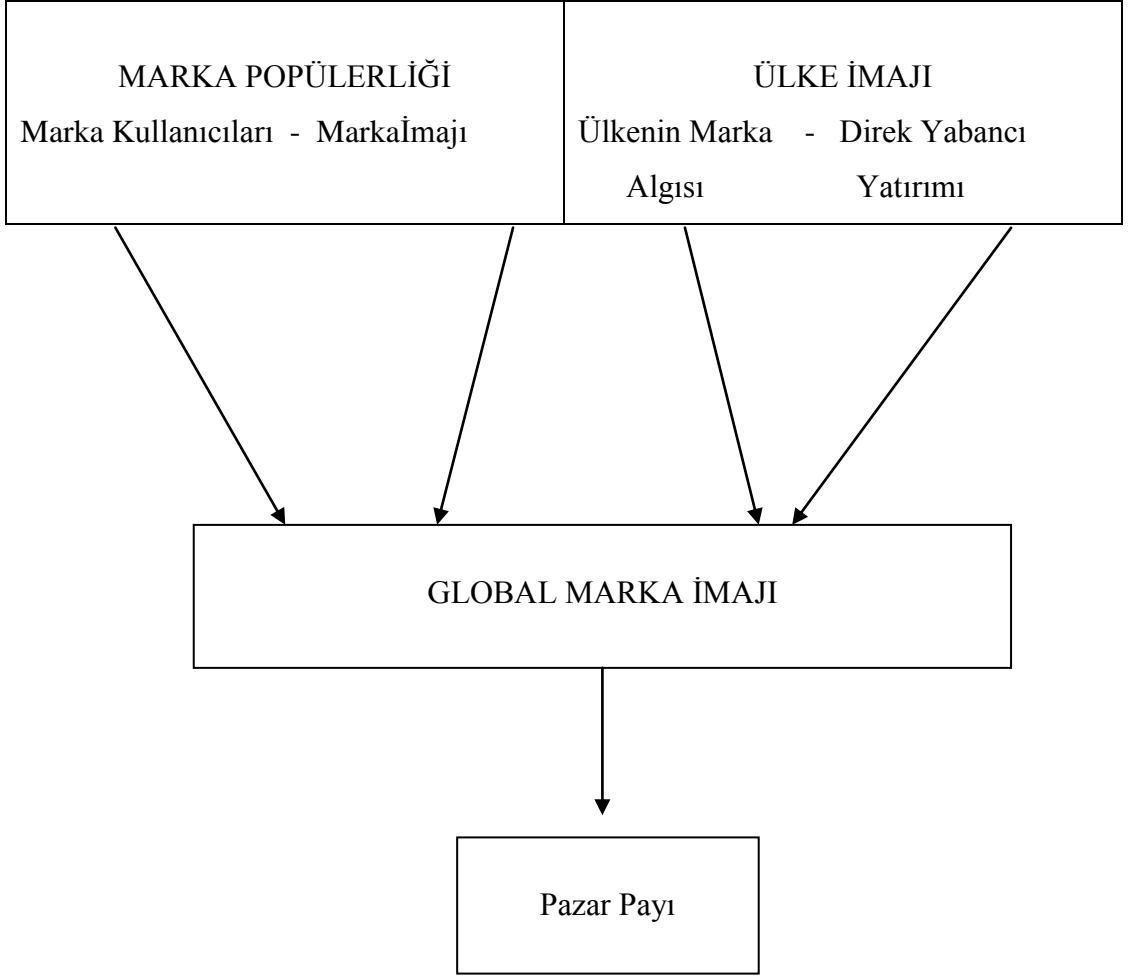 MARKA POPÜLERLİĞİ
Marka Kullanıcıları - Markaİmajı
ÜLKE İMAJI
Ülkenin Marka - Direk Yabancı
Algısı Yatırımı
GLOBAL MARKA İMAJI
Pazar Payı